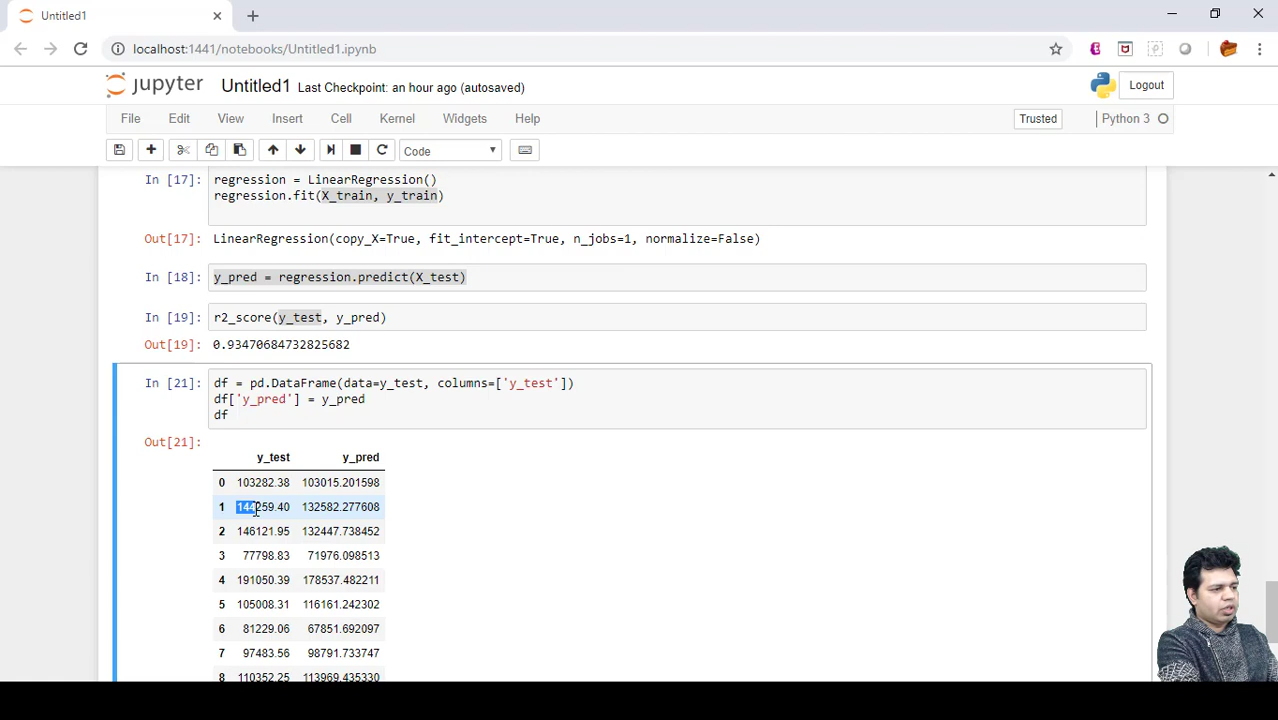 Untitled1
localhost:1441/notebooks/Untitled1.ipynb
jupyter Untitled1 Last Checkpoint: an hour ago (autosaved) Logout
File Edit View Insert Cell Kernel Widgets Help Trusted Python 3
Code
In [17]: regression = LinearRegression()
regression.fit(X_train, y_train)
Out[17]: LinearRegression(copy_X=True, fit_intercept=True, n_jobs=1, normalize=False)
In [18]: y_pred = regression.predict(X_test)
In [19]: r2_score(y_test, y_pred)
Out[19]: 0.93470684732825682
In [21]: df = pd.DataFrame(data=y_test, columns=['y_test'])
df['y_pred'] = y_pred
df
Out[21]:
y_test y_pred
0 103282.38 103015.201598
1 144259.40 132582.277608
2 146121.95 132447.738452
3 77798.83 71976.098513
4 191050.39 178537.482211
5 105008.31 116161.242302
6 81229.06 67851.692097
7 97483.56 98791.733747
8 110352.25 113969.435330